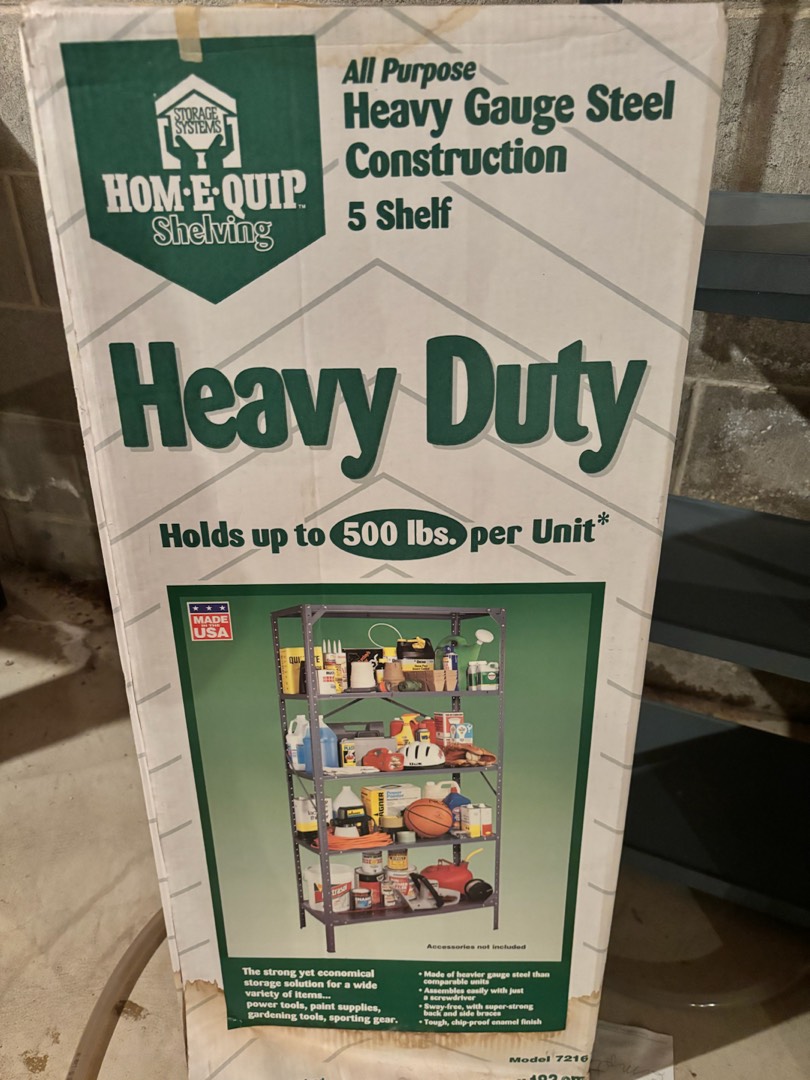 STORAGE
SYSTEMS
HOM·E·QUIP™
Shelving
All Purpose
Heavy Gauge Steel
Construction
5 Shelf
Heavy Duty
Holds up to 500 lbs. per Unit*
MADE
IN THE
USA
Accessories not included
The strong yet economical
storage solution for a wide
variety of items...
power tools, paint supplies,
gardening tools, sporting gear.
• Made of heavier gauge steel than
comparable units
• Assembles easily with just
a screwdriver
• Sway-free, with super-strong
back and side braces
• Tough, chip-proof enamel finish
Model 7216